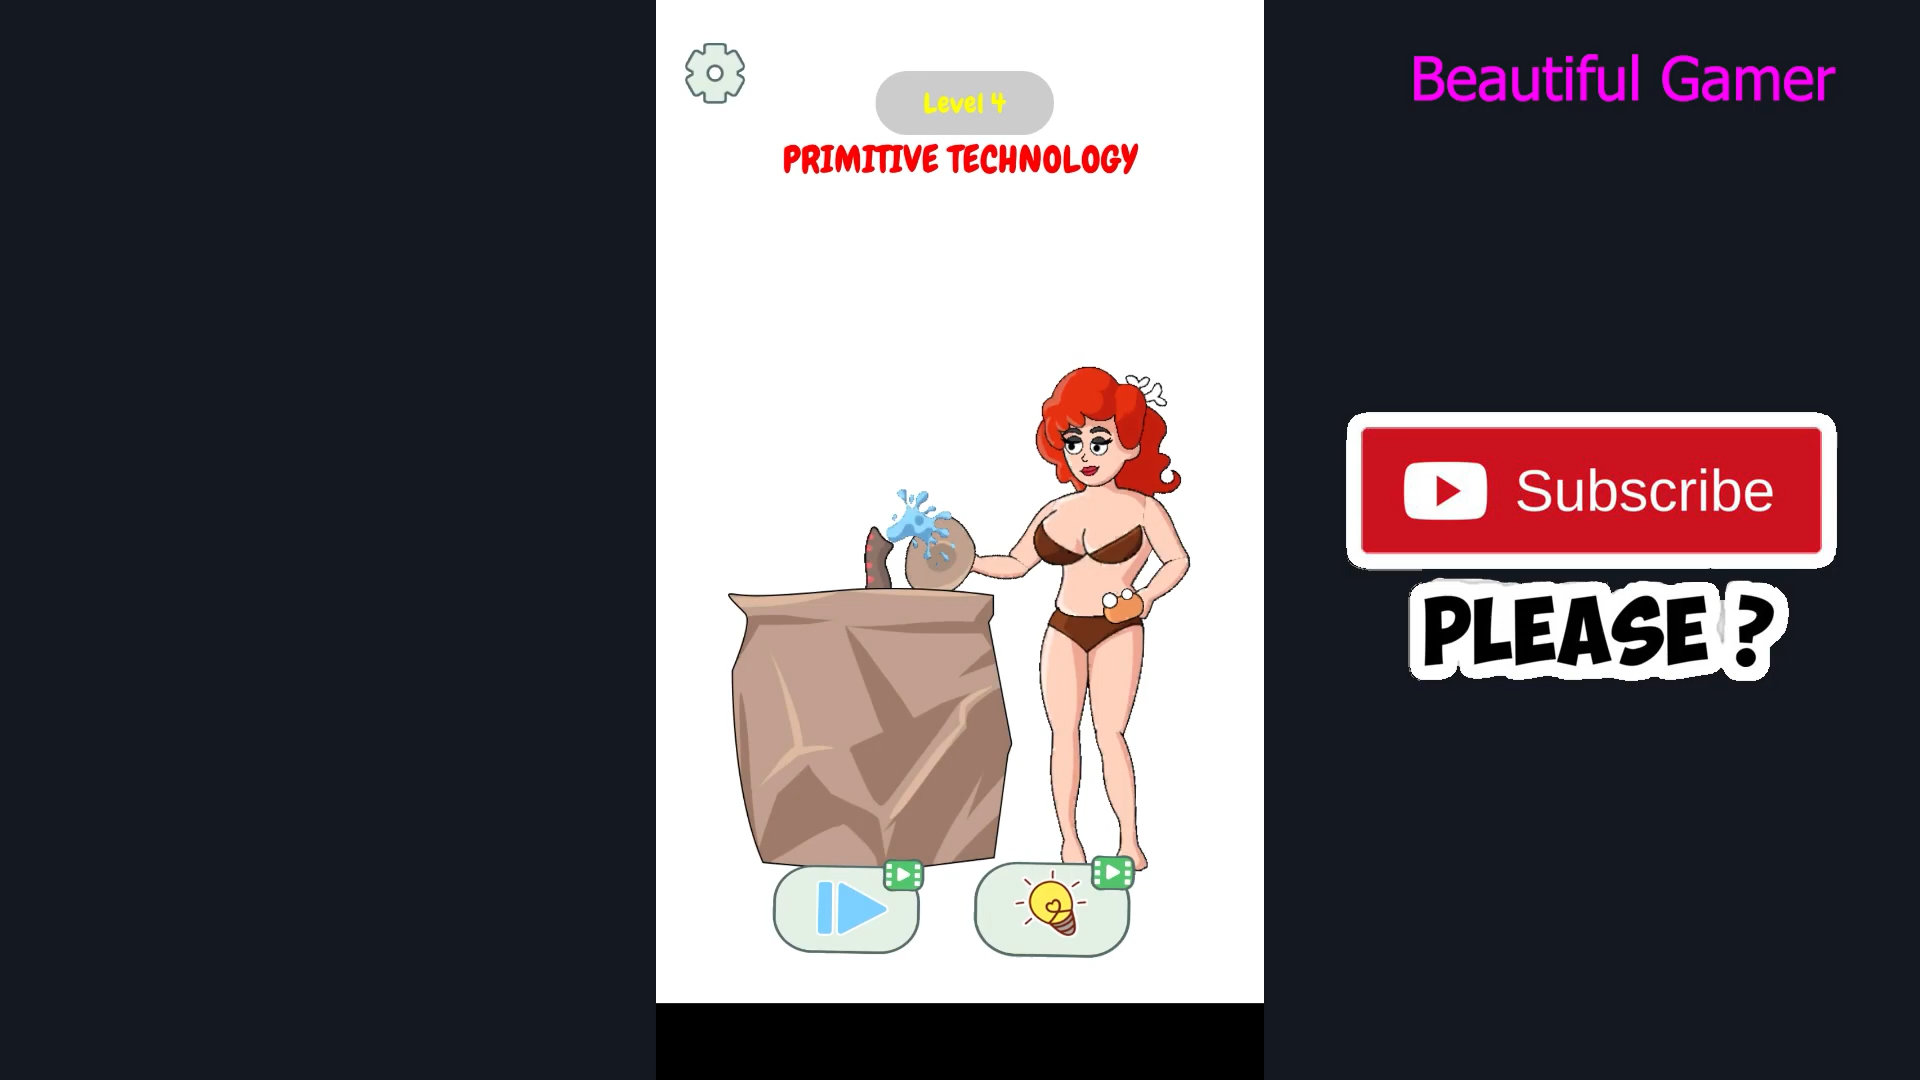 Level 4
PRIMITIVE TECHNOLOGY
Beautiful Gamer
Subscribe
PLEASE ?